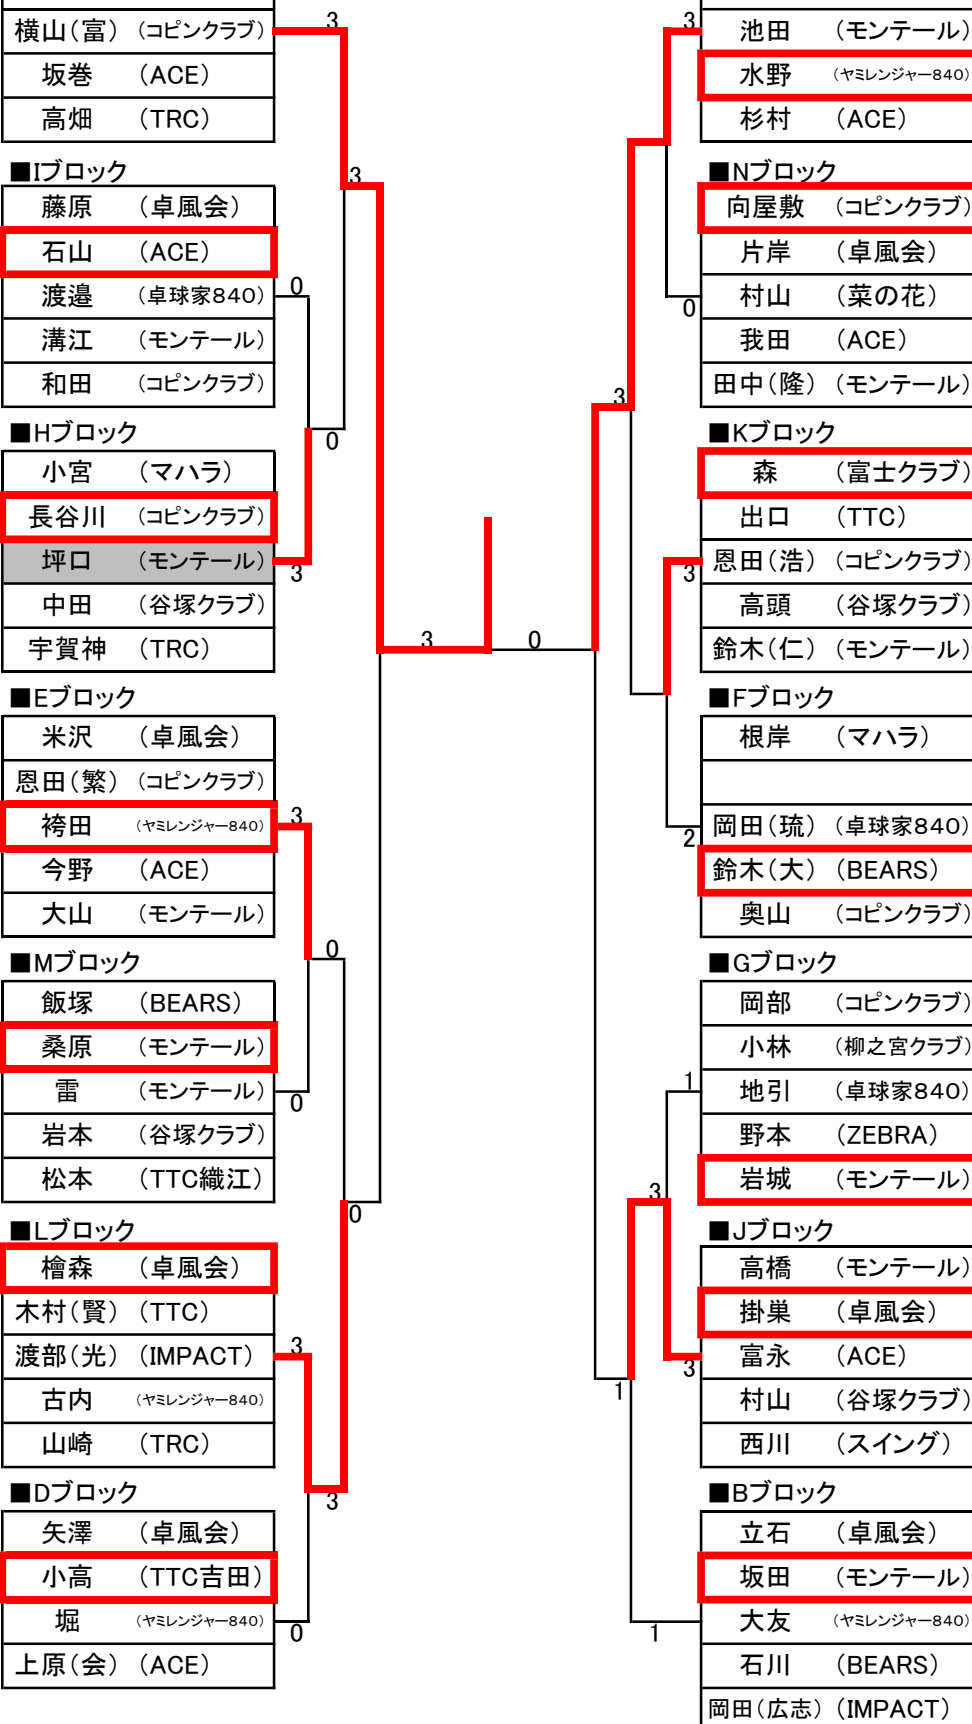 横山(富) (コピンクラブ)
坂巻 (ACE)
高畑 (TRC)
3
■Iブロック
藤原 (卓風会)
石山 (ACE)
渡邉 (卓球家840)
溝江 (モンテール)
和田 (コピンクラブ)
3
0
0
■Hブロック
小宮 (マハラ)
長谷川 (コピンクラブ)
坪口 (モンテール)
中田 (谷塚クラブ)
宇賀神 (TRC)
3
3
0
■Eブロック
米沢 (卓風会)
恩田(繁) (コピンクラブ)
袴田 (ヤミレンジャー840)
今野 (ACE)
大山 (モンテール)
3
0
■Mブロック
飯塚 (BEARS)
桑原 (モンテール)
雷 (モンテール)
岩本 (谷塚クラブ)
松本 (TTC織江)
0
0
■Lブロック
檜森 (卓風会)
木村(賢) (TTC)
渡部(光) (IMPACT)
古内 (ヤミレンジャー840)
山崎 (TRC)
3
3
■Dブロック
矢澤 (卓風会)
小高 (TTC吉田)
堀 (ヤミレンジャー840)
上原(会) (ACE)
0
3
池田 (モンテール)
水野 (ヤミレンジャー840)
杉村 (ACE)
■Nブロック
向屋敷 (コピンクラブ)
片岸 (卓風会)
村山 (菜の花)
我田 (ACE)
田中(隆) (モンテール)
0
3
■Kブロック
森 (富士クラブ)
出口 (TTC)
恩田(浩) (コピンクラブ)
高頭 (谷塚クラブ)
鈴木(仁) (モンテール)
3
■Fブロック
根岸 (マハラ)
岡田(琉) (卓球家840)
鈴木(大) (BEARS)
奥山 (コピンクラブ)
2
■Gブロック
岡部 (コピンクラブ)
小林 (柳之宮クラブ)
地引 (卓球家840)
野本 (ZEBRA)
岩城 (モンテール)
1
3
■Jブロック
高橋 (モンテール)
掛巣 (卓風会)
富永 (ACE)
村山 (谷塚クラブ)
西川 (スイング)
3
1
■Bブロック
立石 (卓風会)
坂田 (モンテール)
大友 (ヤミレンジャー840)
石川 (BEARS)
岡田(広志) (IMPACT)
1